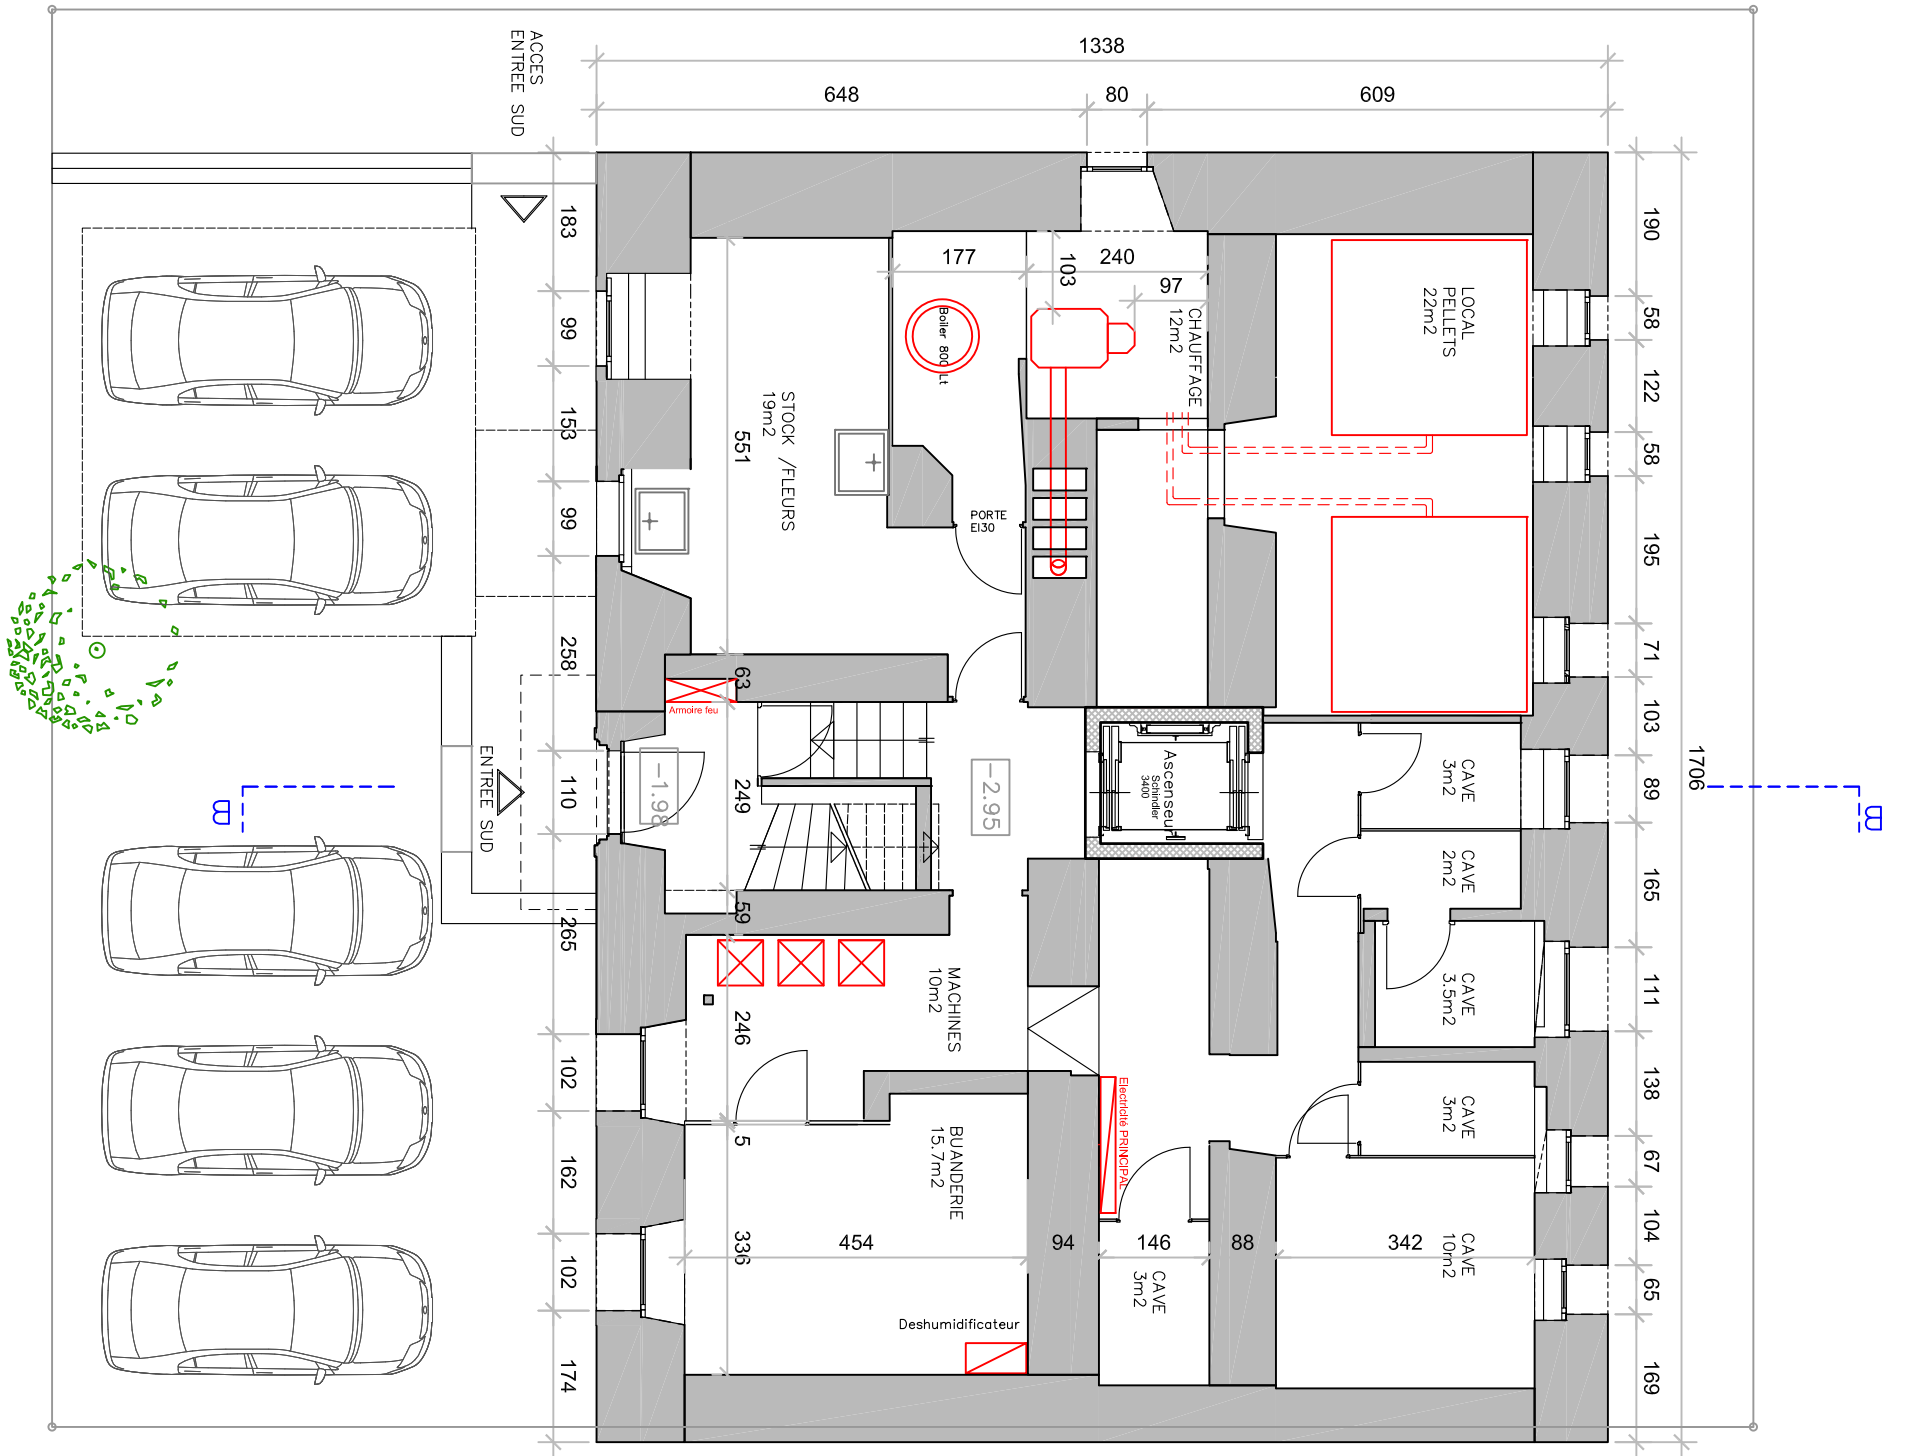 1338
648
80
609
ACCES
ENTREE SUD
183
99
153
99
258
110
265
102
162
102
174
190
58
122
58
195
71
103
89
165
111
138
67
104
65
169
1706
177
240
103
97
Boiler 800 Lt
CHAUFFAGE
12m2
LOCAL
PELLETS
22m2
STOCK /FLEURS
19m2
551
PORTE
EI30
63
Armoire feu
249
-1.98
-2.95
Ascenseur
Schindler
3400
ENTREE SUD
B
B
CAVE
3m2
CAVE
2m2
CAVE
3.5m2
CAVE
3m2
CAVE
10m2
59
MACHINES
10m2
246
5
BUANDERIE
15.7m2
Electricité PRINCIPAL
336
454
94
146
88
342
CAVE
3m2
Deshumidificateur